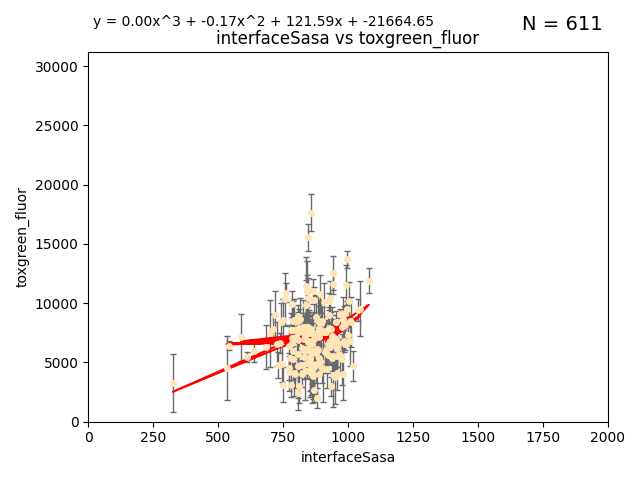 y = 0.00x^3 + -0.17x^2 + 121.59x + -21664.65
N = 611
interfaceSasa vs toxgreen_fluor
30000
25000
20000
15000
10000
5000
0
toxgreen_fluor
0 250 500 750 1000 1250 1500 1750 2000
interfaceSasa